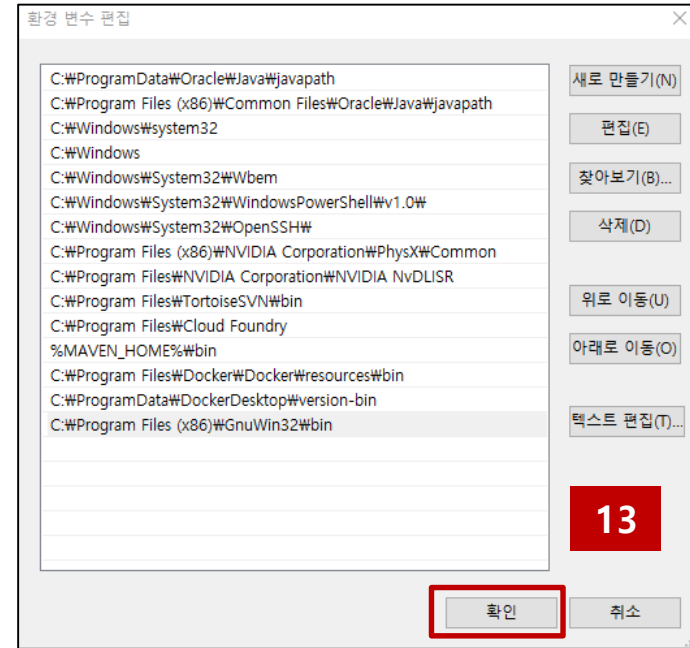 환경 변수 편집
C:₩ProgramData₩Oracle₩Java₩javapath
C:₩Program Files (x86)₩Common Files₩Oracle₩Java₩javapath
C:₩Windows₩system32
C:₩Windows
C:₩Windows₩System32₩Wbem
C:₩Windows₩System32₩WindowsPowerShell₩v1.0₩
C:₩Windows₩System32₩OpenSSH₩
C:₩Program Files (x86)₩NVIDIA Corporation₩PhysX₩Common
C:₩Program Files₩NVIDIA Corporation₩NVIDIA NvDLISR
C:₩Program Files₩TortoiseSVN₩bin
C:₩Program Files₩Cloud Foundry
%MAVEN_HOME%₩bin
C:₩Program Files₩Docker₩Docker₩resources₩bin
C:₩ProgramData₩DockerDesktop₩version-bin
C:₩Program Files (x86)₩GnuWin32₩bin
새로 만들기(N)
편집(E)
찾아보기(B)...
삭제(D)
위로 이동(U)
아래로 이동(O)
텍스트 편집(T)...
13
확인
취소